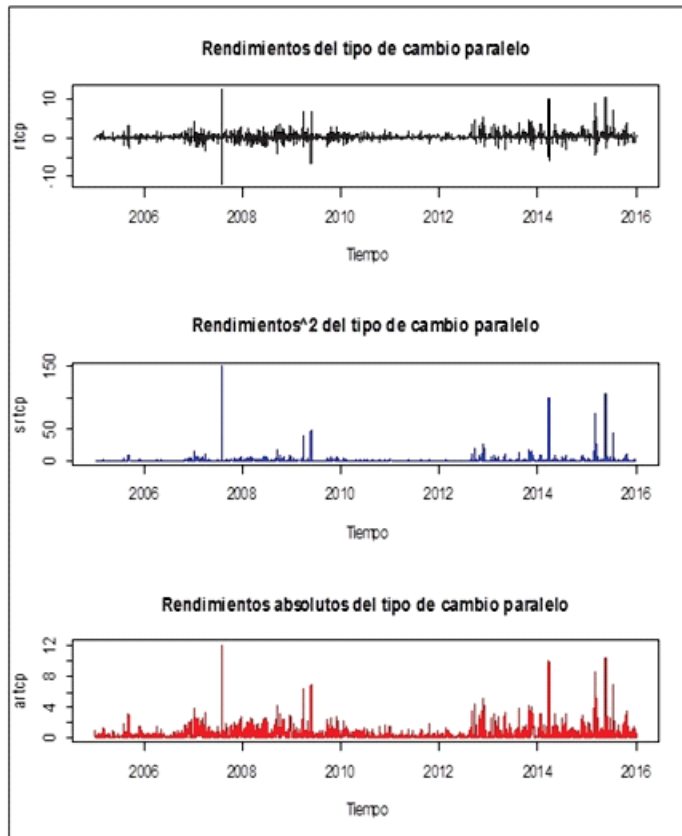 Rendimientos del tipo de cambio paralelo
rtcp
10
0
-10
2006 2008 2010 2012 2014 2016
Tiempo
Rendimientos^2 del tipo de cambio paralelo
srtcp
150
50
0
2006 2008 2010 2012 2014 2016
Tiempo
Rendimientos absolutos del tipo de cambio paralelo
artcp
12
8
4
0
2006 2008 2010 2012 2014 2016
Tiempo